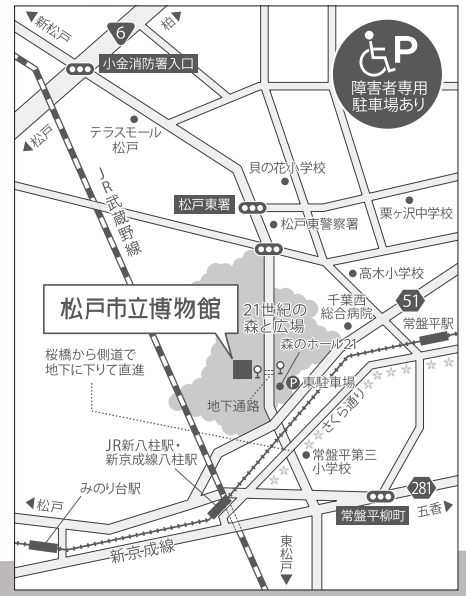 新松戸
柏
6
小金消防署入口
P
障害者専用
駐車場あり
松戸
テラスモール
松戸
JR武蔵野線
貝の花小学校
松戸東署
松戸東警察署
栗ヶ沢中学校
高木小学校
松戸市立博物館
21世紀の
森と広場
千葉西
総合病院
51
常盤平駅
森のホール21
桜橋から側道で
地下に下りて直進
P
東駐車場
地下通路
さくら通り
JR新八柱駅・
新京成線八柱駅
常盤平第三
小学校
みのり台駅
松戸
281
五香
常盤平柳町
新京成線
東松戸